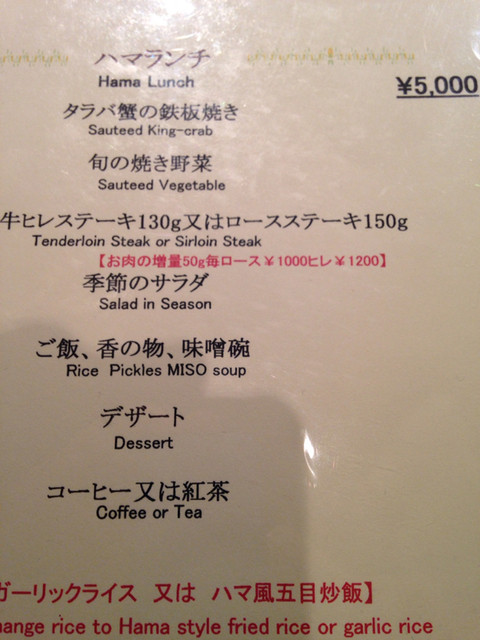 ハマランチ
Hama Lunch
¥5,000
タラバ蟹の鉄板焼き
Sauteed King-crab
旬の焼き野菜
Sauteed Vegetable
牛ヒレステーキ130g又はロースステーキ150g
Tenderloin Steak or Sirloin Steak
【お肉の増量50g毎ロース¥1000ヒレ¥1200】
季節のサラダ
Salad in Season
ご飯、香の物、味噌碗
Rice Pickles MISO soup
デザート
Dessert
コーヒー又は紅茶
Coffee or Tea
ガーリックライス 又は ハマ風五目炒飯】
hange rice to Hama style fried rice or garlic rice